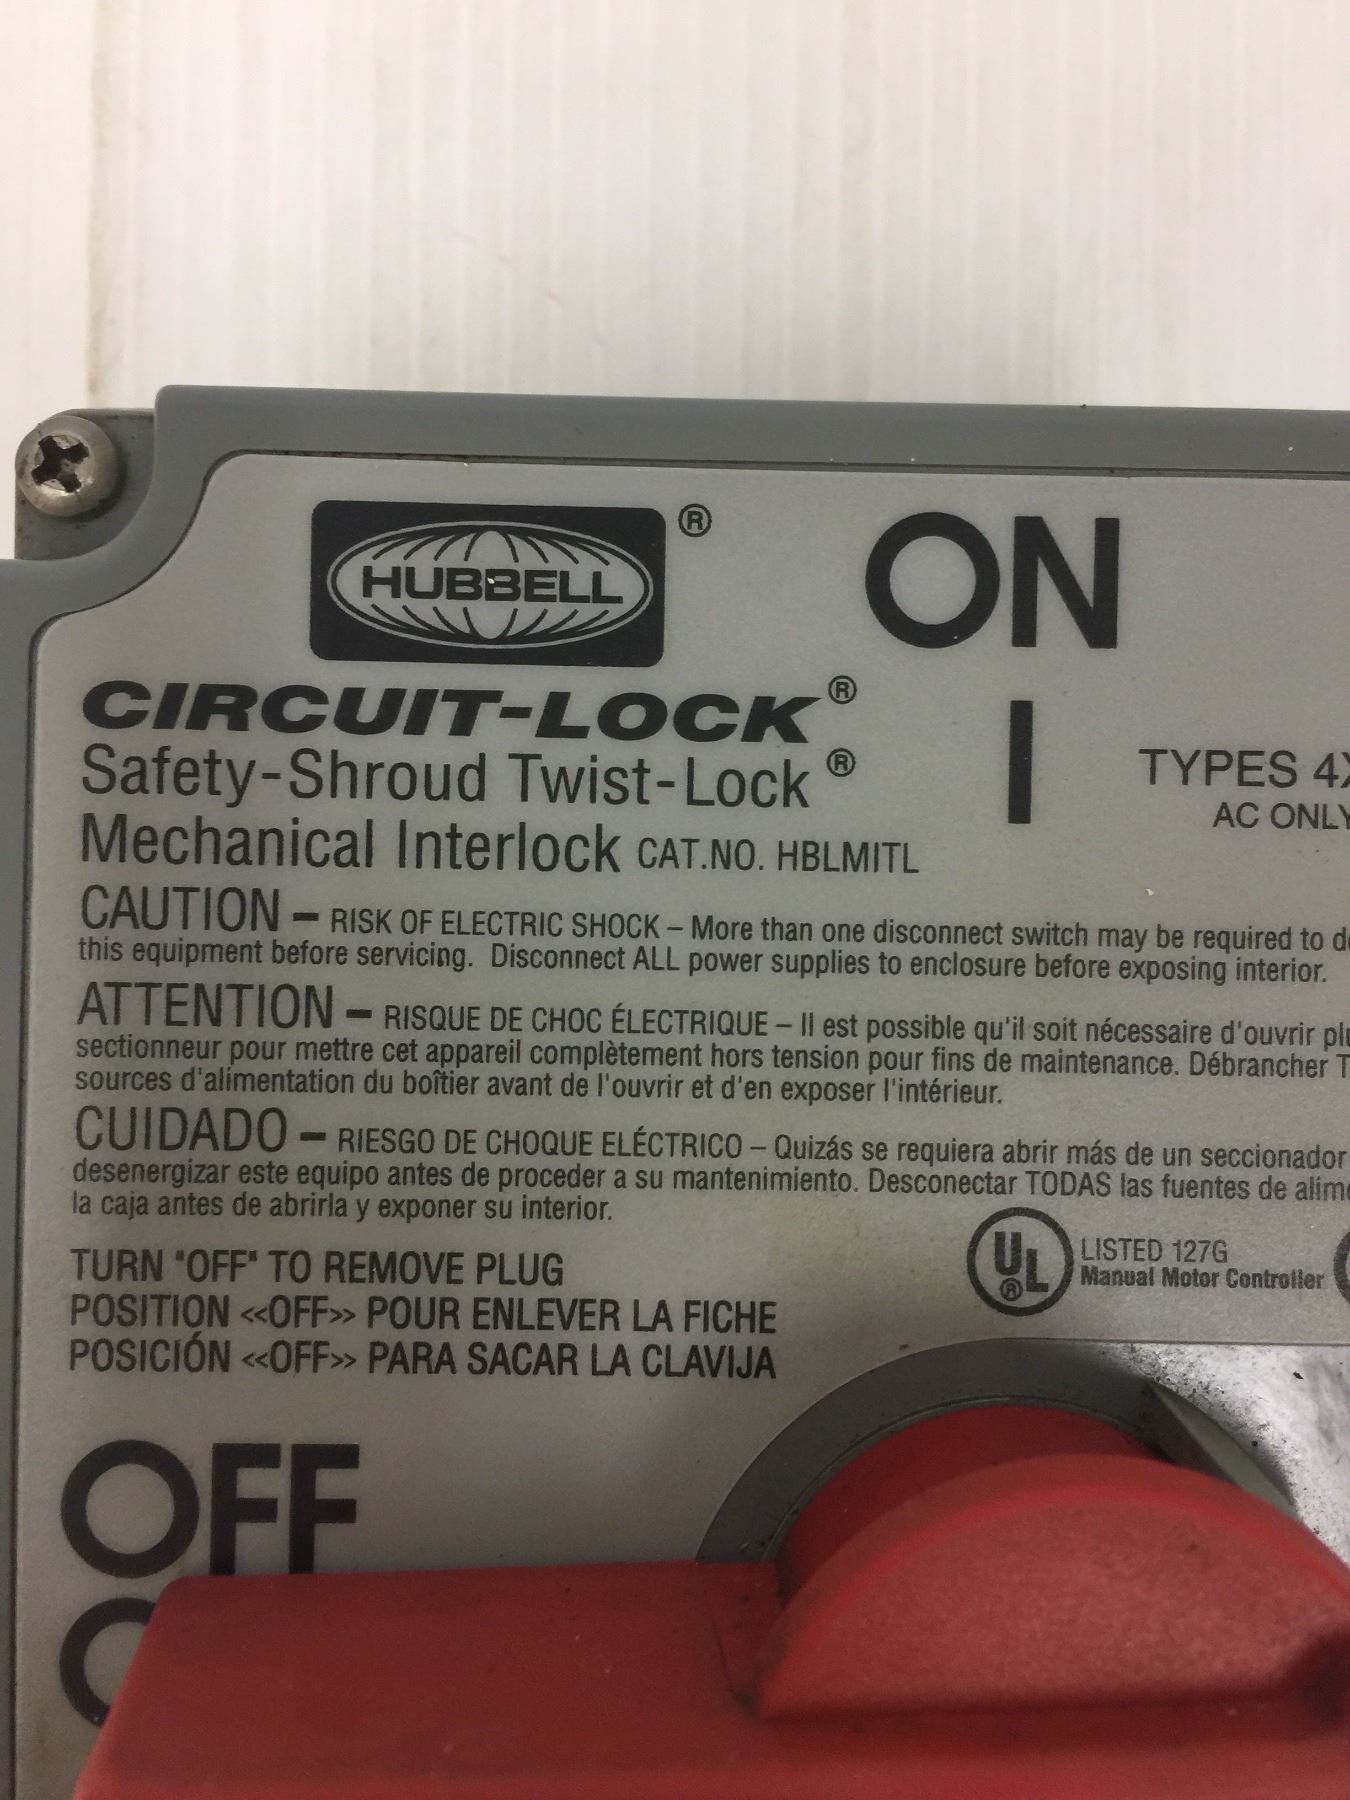 HUBBELL ®
ON
CIRCUIT-LOCK®
Safety-Shroud Twist-Lock®
I
TYPES 4X
AC ONLY
Mechanical Interlock CAT.NO. HBLMITL
CAUTION – RISK OF ELECTRIC SHOCK – More than one disconnect switch may be required to
this equipment before servicing. Disconnect ALL power supplies to enclosure before exposing interior.
ATTENTION – RISQUE DE CHOC ÉLECTRIQUE – Il est possible qu'il soit nécessaire d'ouvrir
sectionneur pour mettre cet appareil complètement hors tension pour fins de maintenance. Débrancher
sources d'alimentation du boîtier avant de l'ouvrir et d'en exposer l'intérieur.
CUIDADO – RIESGO DE CHOQUE ELÉCTRICO – Quizás se requiera abrir más de un seccionador
desenergizar este equipo antes de proceder a su mantenimiento. Desconectar TODAS las fuentes de
la caja antes de abrirla y exponer su interior.
UL® LISTED 127G
Manual Motor Controller
TURN "OFF" TO REMOVE PLUG
POSITION <<OFF>> POUR ENLEVER LA FICHE
POSICIÓN <<OFF>> PARA SACAR LA CLAVIJA
OFF